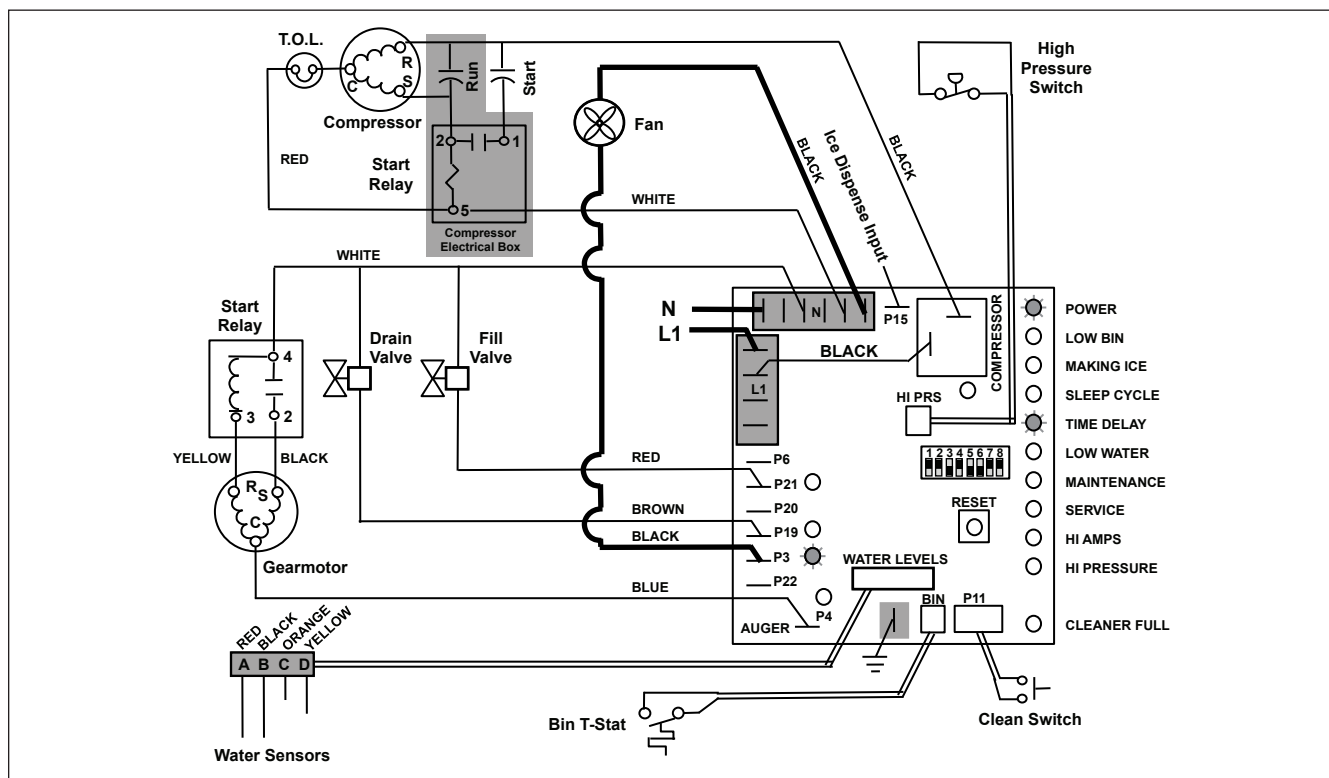 T.O.L.
R
S
C
Compressor
Run
Start
2
1
Start
Relay
5
Compressor
Electrical Box
RED
WHITE
Fan
BLACK
Ice Dispense Input
BLACK
High
Pressure
Switch
WHITE
Start
Relay
4
3
2
YELLOW
BLACK
R
S
C
Gearmotor
Drain
Valve
Fill
Valve
N
L1
N
P15
BLACK
L1
COMPRESSOR
HI PRS
1 2 3 4 5 6 7 8
RESET
RED
BROWN
BLACK
BLUE
P6
P21
P20
P19
P3
P22
P4
AUGER
WATER LEVELS
BIN
P11
POWER
LOW BIN
MAKING ICE
SLEEP CYCLE
TIME DELAY
LOW WATER
MAINTENANCE
SERVICE
HI AMPS
HI PRESSURE
CLEANER FULL
RED
BLACK
ORANGE
YELLOW
A B C D
Water Sensors
Bin T-Stat
Clean Switch